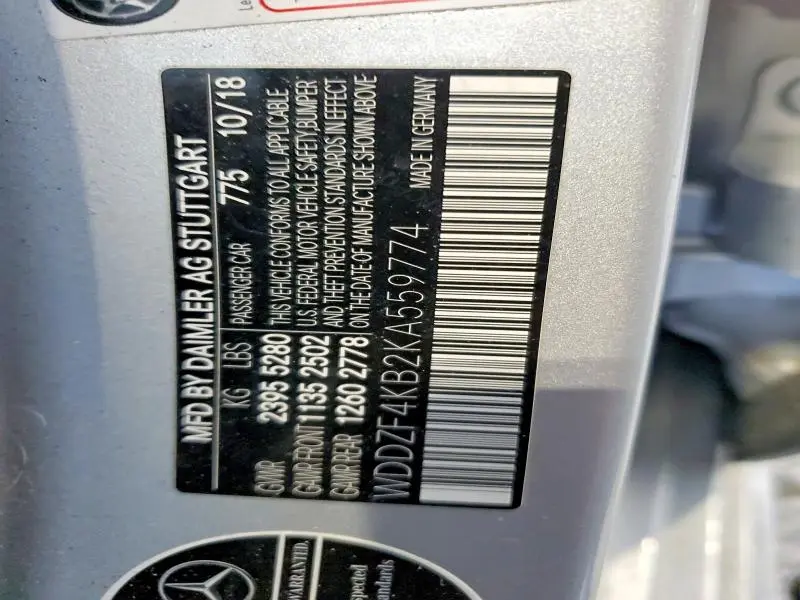 MFD BY DAIMLER AG STUTTGART
KG LBS PASSENGER CAR 775 10/18
GVWR 2395 5280 THIS VEHICLE CONFORMS TO ALL APPLICABLE
GAWR FRONT 1135 2502 U.S. FEDERAL MOTOR VEHICLE SAFETY, BUMPER
GAWR REAR 1260 2778 AND THEFT PREVENTION STANDARDS IN EFFECT
ON THE DATE OF MANUFACTURE SHOWN ABOVE
WDDZF4KB2KA559774 MADE IN GERMANY
WARRANTED.